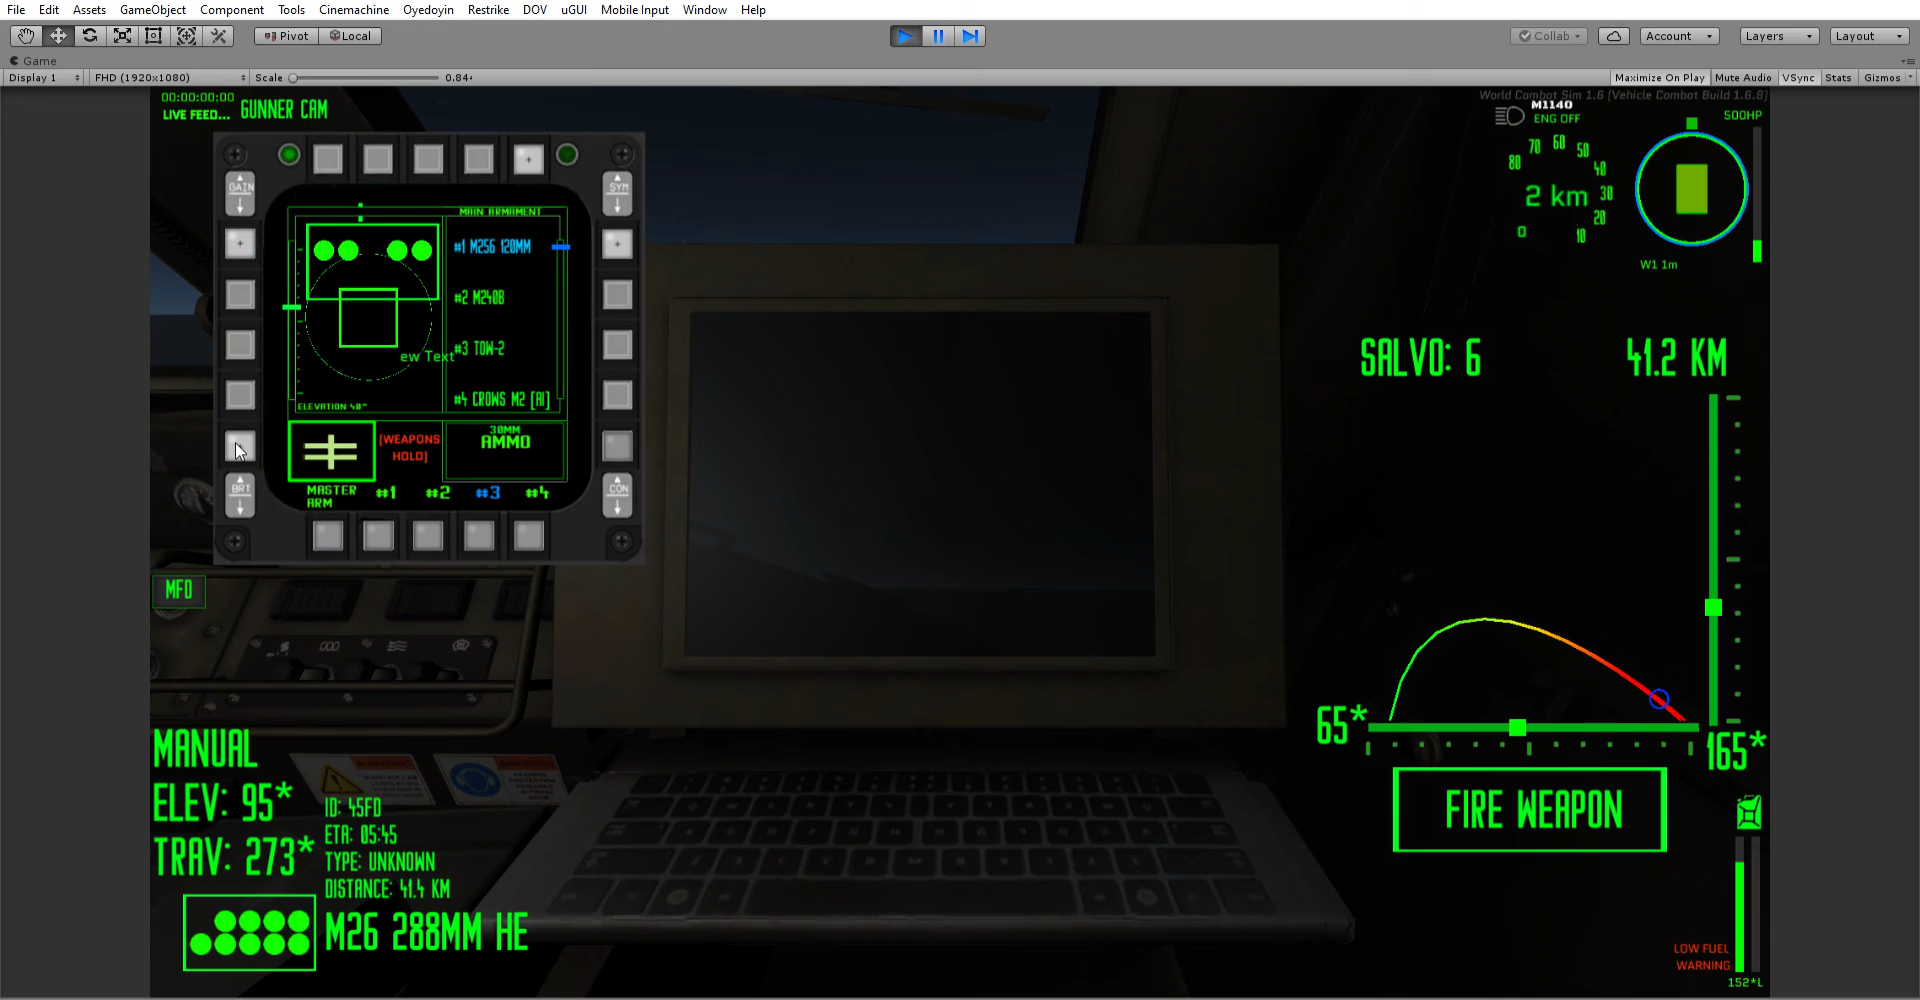 File Edit Assets GameObject Component Tools Cinemachine Oyedoyin Restrike DOV uGUI Mobile Input Window Help
Pivot Local Collab Account Layers Layout
Game
Display 1 FHD (1920x1080) Scale 0.84 Maximize On Play Mute Audio VSync Stats Gizmos
00:00:00:00
LIVE FEED... GUNNER CAM
World Combat Sim 1.6 (Vehicle Combat Build 1.6.8)
M1140
ENG OFF
500HP
80 70 60 50 40 30 20 10 0
2 km
W1 1m
GAIN SYM
MAIN ARMAMENT
#1 M256 120MM
#2 M240B
ew Text
#3 TOW-2
#4 CROWS M2 [AI]
ELEVATION 40*
[WEAPONS
HOLD]
30MM
AMMO
BRT CON
MASTER
ARM
#1 #2 #3 #4
MFD
SALVO: 6 41.2 KM
65*
165*
FIRE WEAPON
MANUAL
ELEV: 95*
TRAV: 273*
ID: 45FD
ETA: 05:45
TYPE: UNKNOWN
DISTANCE: 41.4 KM
M26 288MM HE
LOW FUEL
WARNING
152*L